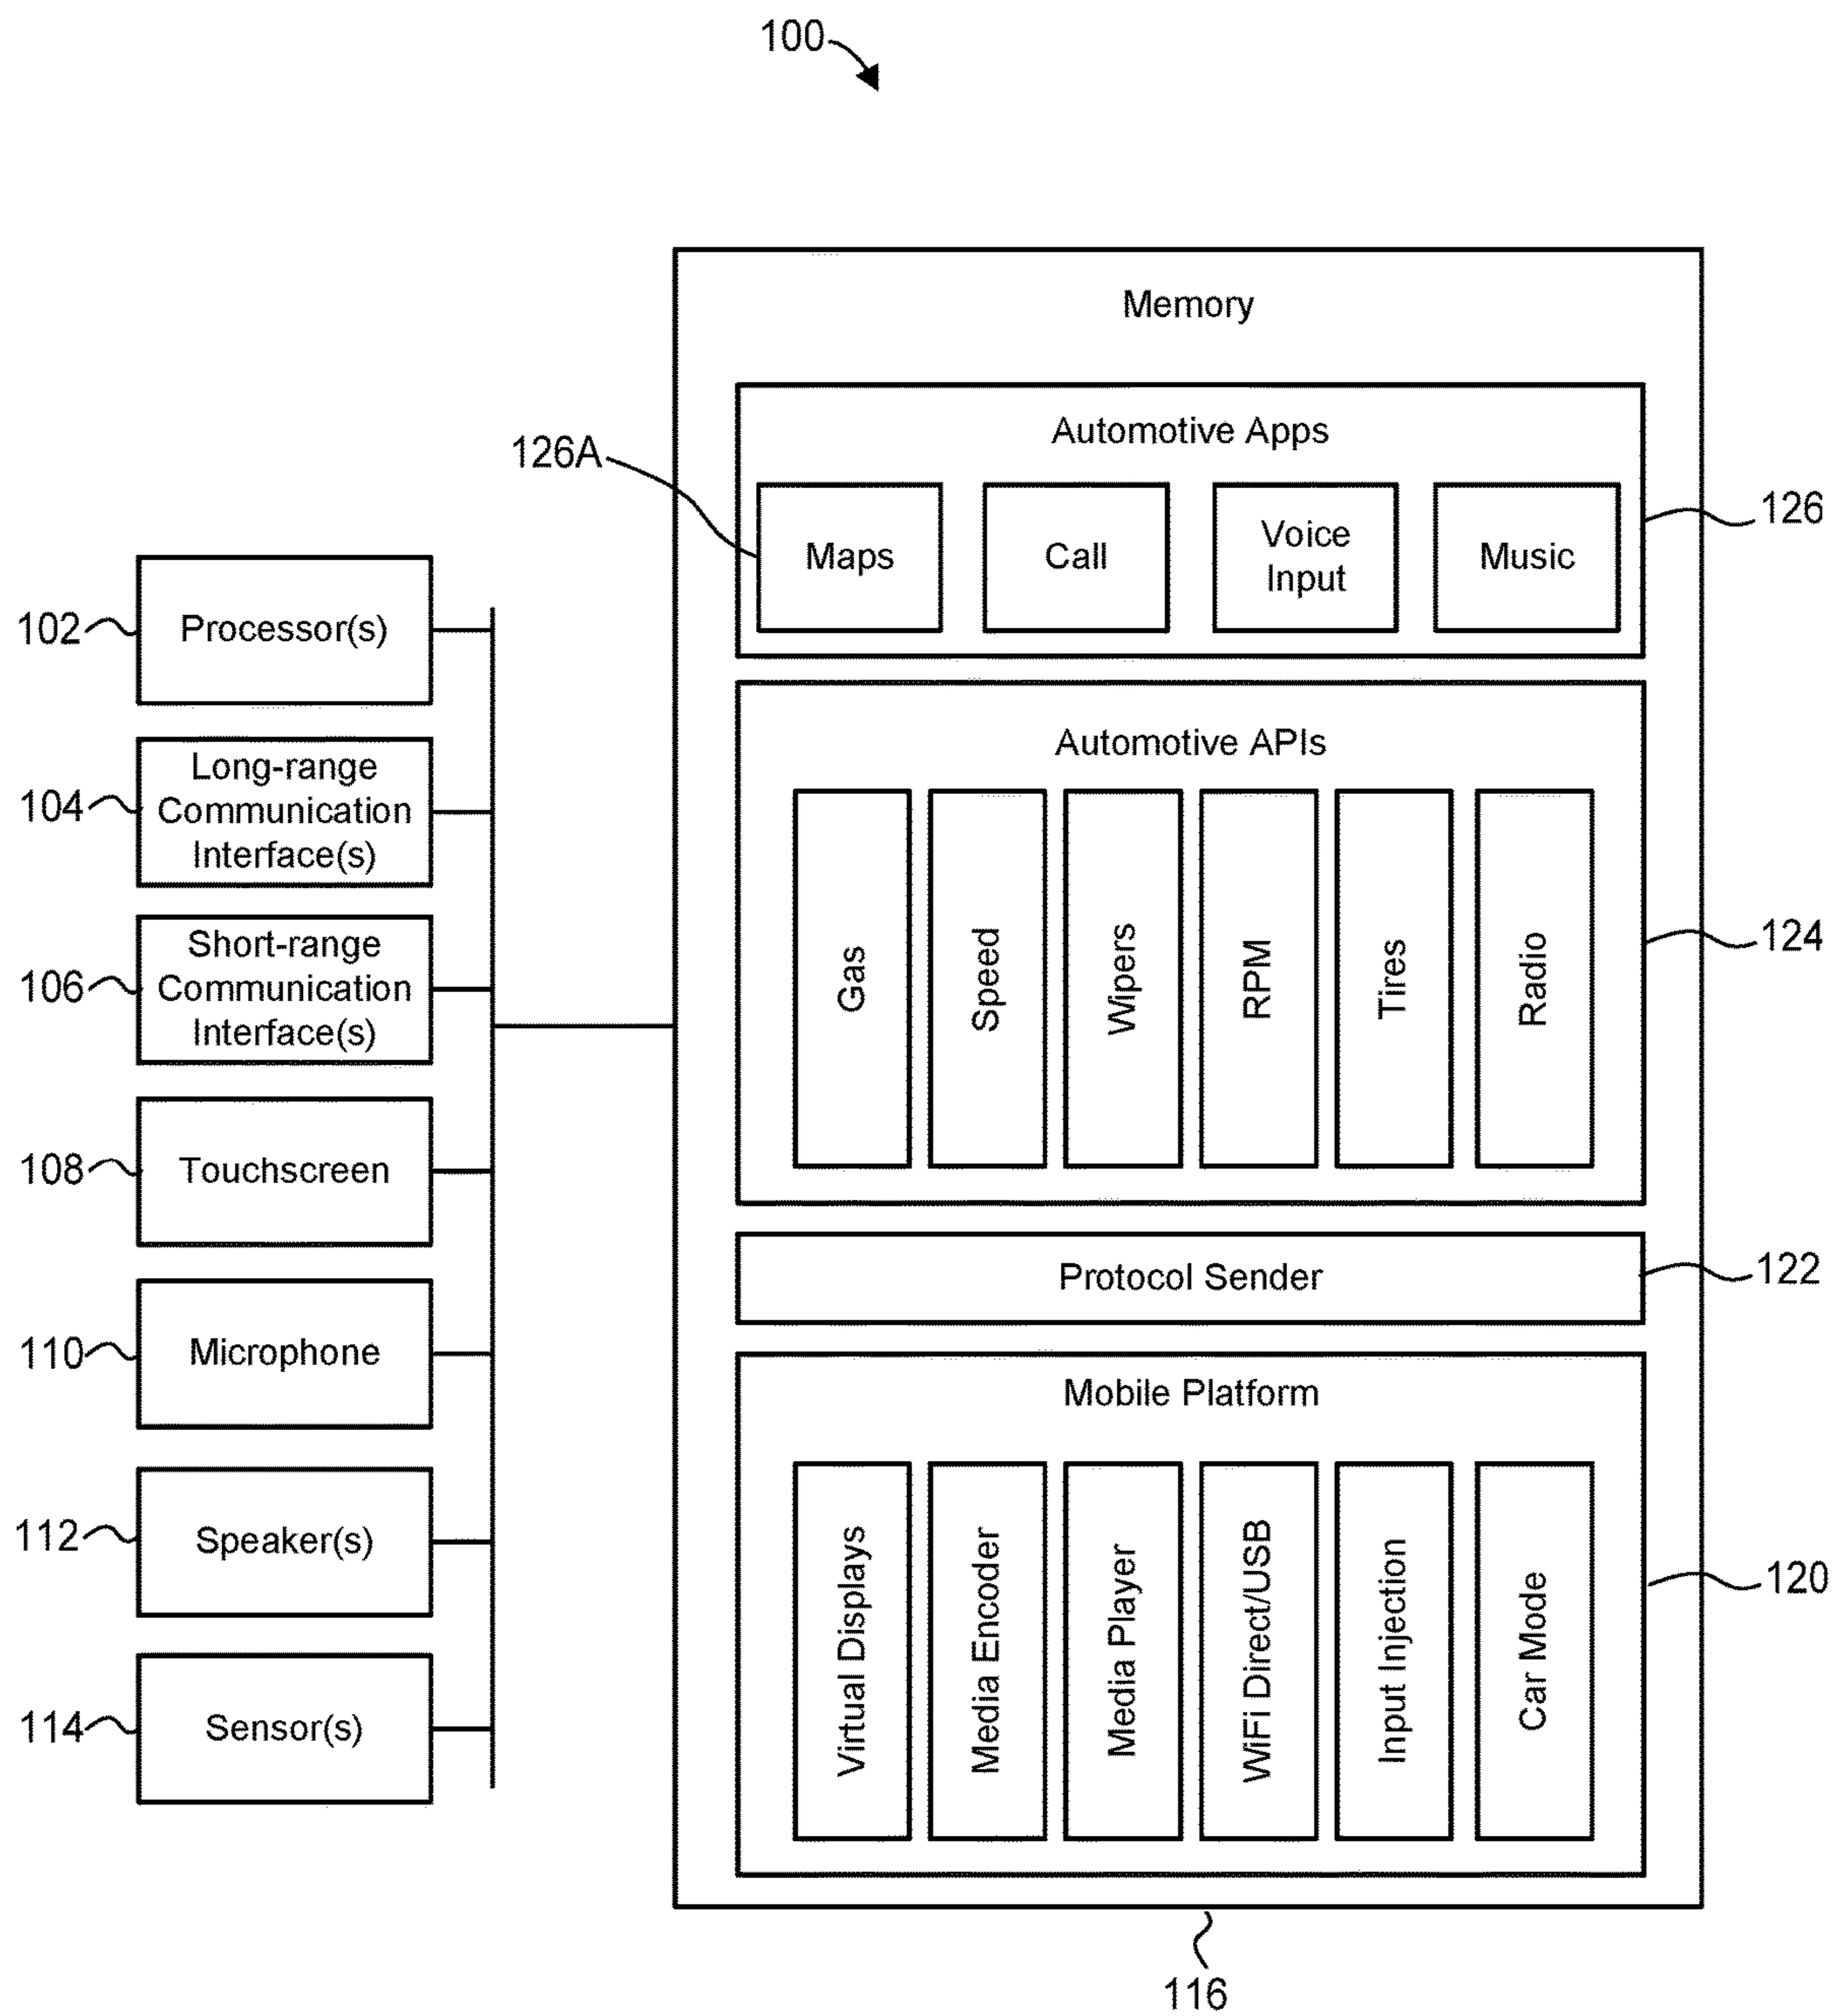 100
Memory
Automotive Apps
126A
126
Maps
Call
Voice
Input
Music
102
Processor(s)
104
Long-range
Communication
Interface(s)
106
Short-range
Communication
Interface(s)
108
Touchscreen
110
Microphone
112
Speaker(s)
114
Sensor(s)
Automotive APIs
124
Gas
Speed
Wipers
RPM
Tires
Radio
Protocol Sender
122
Mobile Platform
120
Virtual Displays
Media Encoder
Media Player
WiFi Direct/USB
Input Injection
Car Mode
116